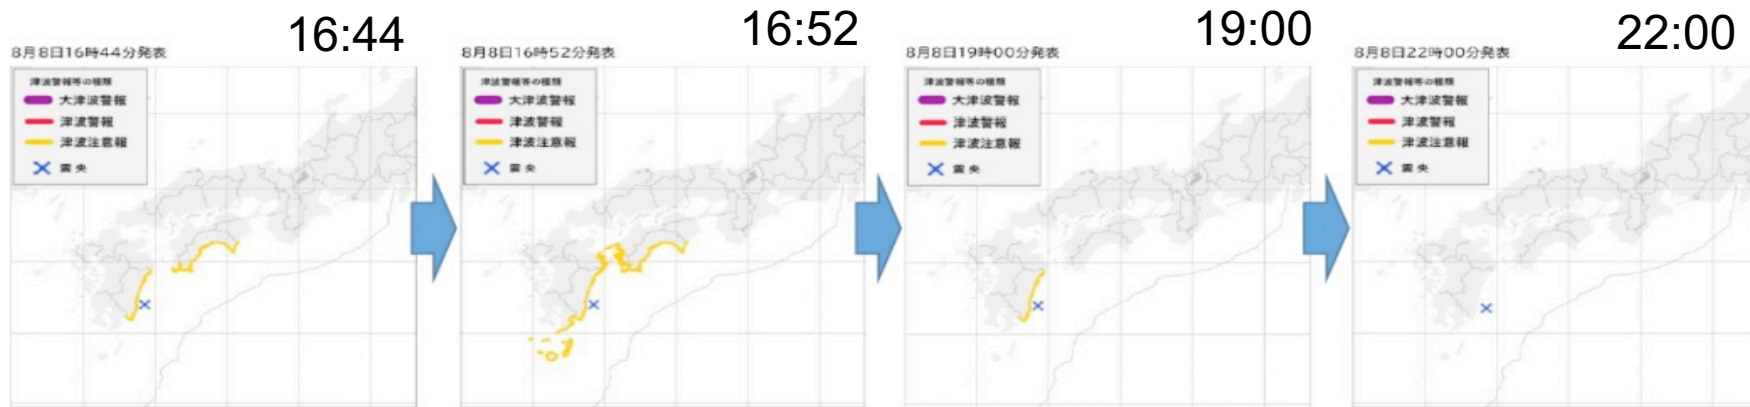 16:44
8月8日16時44分発表
津波警報等の種類
大津波警報
津波警報
津波注意報
震央
16:52
8月8日16時52分発表
津波警報等の種類
大津波警報
津波警報
津波注意報
震央
19:00
8月8日19時00分発表
津波警報等の種類
大津波警報
津波警報
津波注意報
震央
22:00
8月8日22時00分発表
津波警報等の種類
大津波警報
津波警報
津波注意報
震央